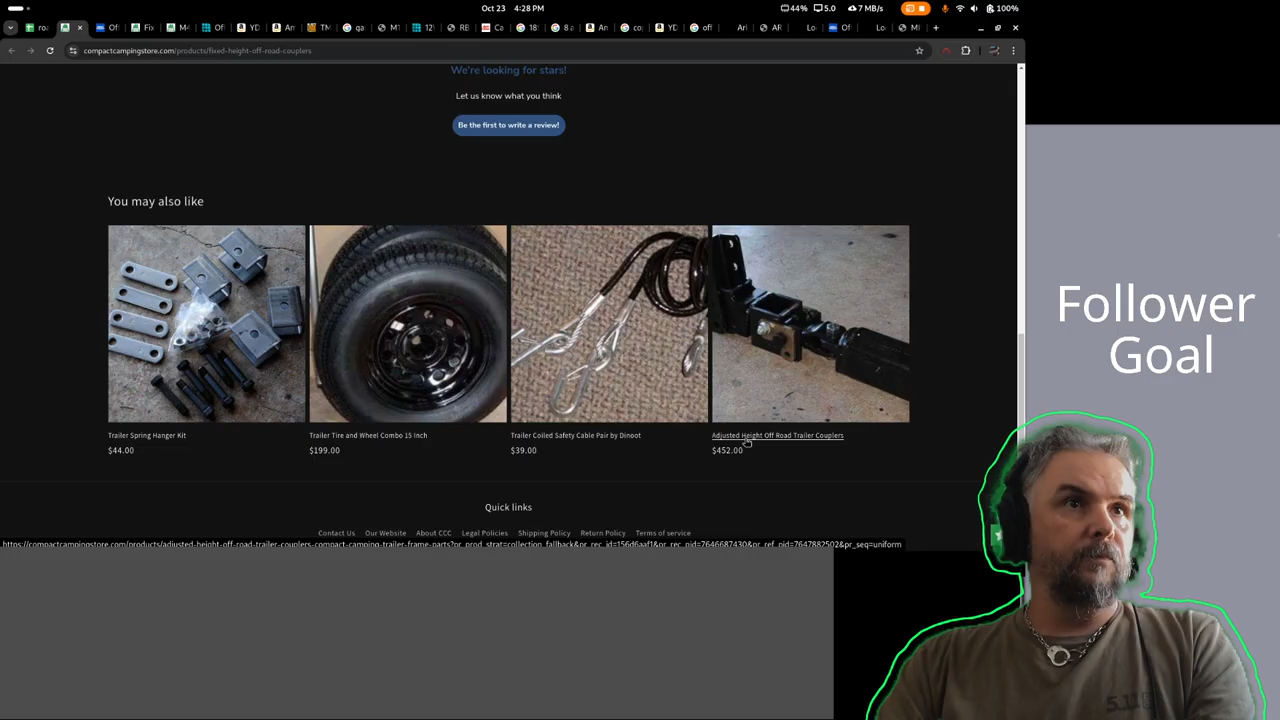 Oct 23 4:28 PM
44% 5.0 7 MB/s 100%
compactcampingstore.com/products/fixed-height-off-road-couplers
We're looking for stars!
Let us know what you think
Be the first to write a review!
You may also like
Trailer Spring Hanger Kit
$44.00
Trailer Tire and Wheel Combo 15 Inch
$199.00
Trailer Coiled Safety Cable Pair by Dinoot
$39.00
Adjusted Height Off Road Trailer Couplers
$452.00
Quick links
Contact Us Our Website About CCC Legal Policies Shipping Policy Return Policy Terms of service
Follower
Goal